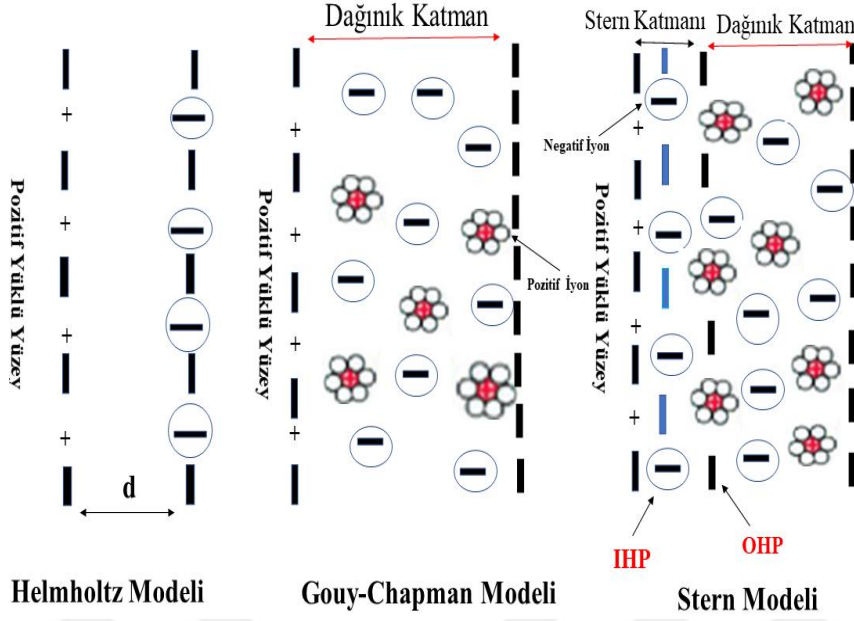 Pozitif Yüklü Yüzey
+
+
+
+
d
Helmholtz Modeli
Dağınık Katman
Pozitif Yüklü Yüzey
+
+
+
+
Pozitif İyon
Gouy-Chapman Modeli
Stern Katmanı
Dağınık Katman
Negatif İyon
Pozitif Yüklü Yüzey
+
+
+
+
IHP
OHP
Stern Modeli